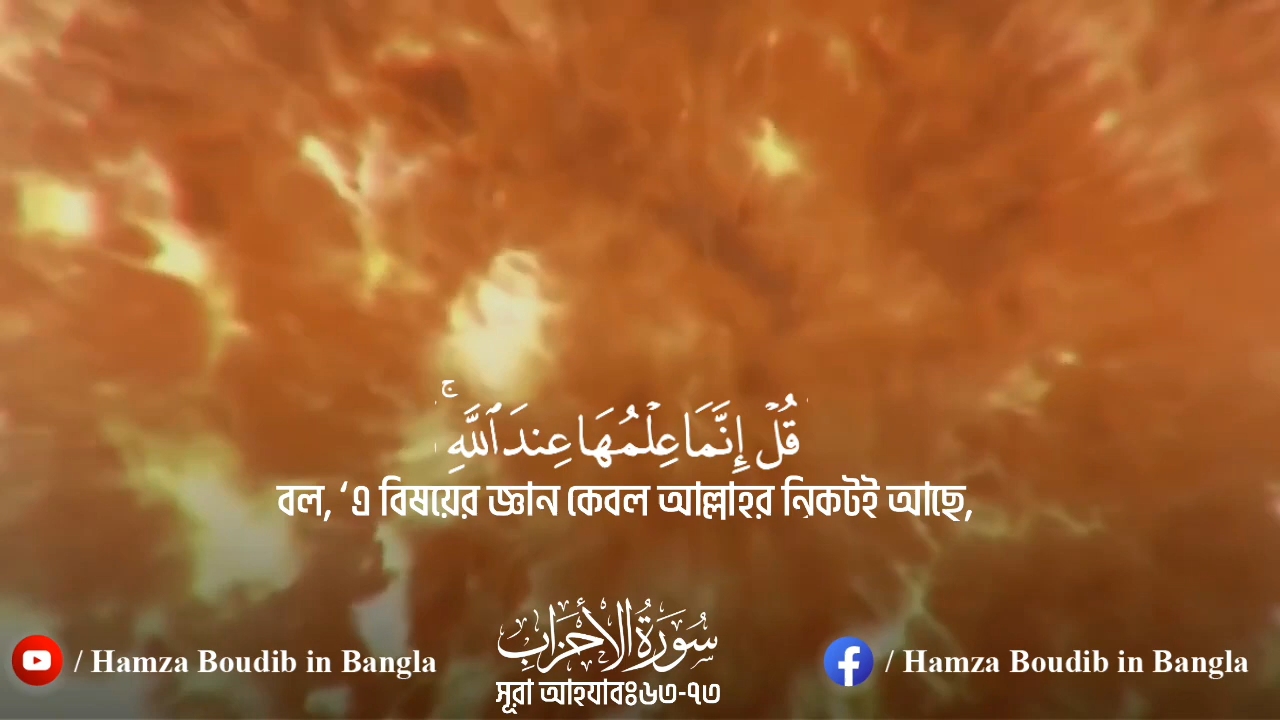 قُلْ إِنَّمَا عِلْمُهَا عِندَ ٱللَّهِ ۚ
বল, ‘এ বিষয়ের জ্ঞান কেবল আল্লাহর নিকটই আছে,
سُورَةُ الأَحْزَابِ
/ Hamza Boudib in Bangla
/ Hamza Boudib in Bangla
সূরা আহযাবঃ৬৩-৭৩